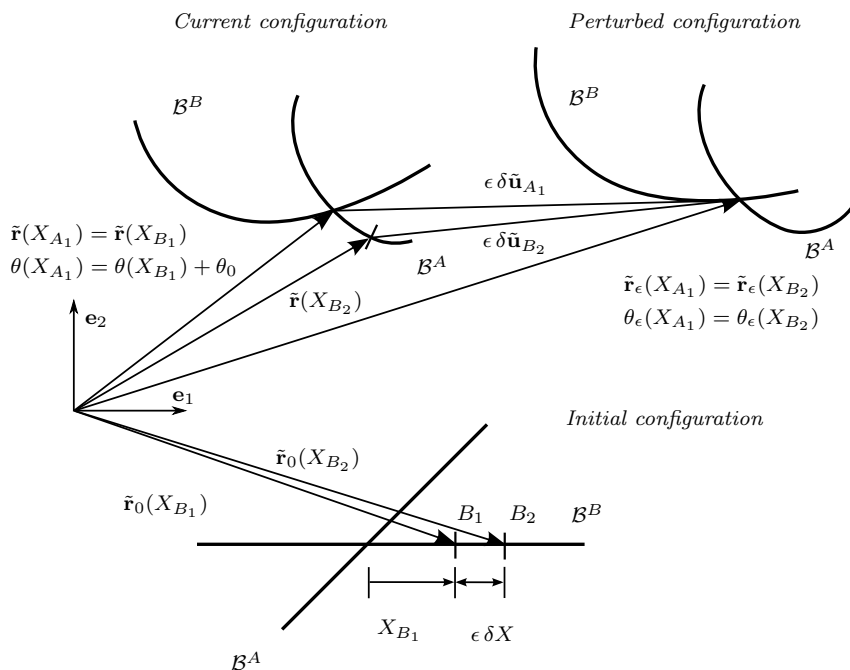 Current configuration
Perturbed configuration
ℬ^B
ℬ^B
ϵ δũ_{A_1}
r̃(X_{A_1}) = r̃(X_{B_1})
θ(X_{A_1}) = θ(X_{B_1}) + θ_0
ϵ δũ_{B_2}
ℬ^A
ℬ^A
r̃(X_{B_2})
r̃_ϵ(X_{A_1}) = r̃_ϵ(X_{B_2})
θ_ϵ(X_{A_1}) = θ_ϵ(X_{B_2})
e_2
e_1
Initial configuration
r̃_0(X_{B_2})
r̃_0(X_{B_1})
B_1
B_2
ℬ^B
X_{B_1}
ϵ δX
ℬ^A